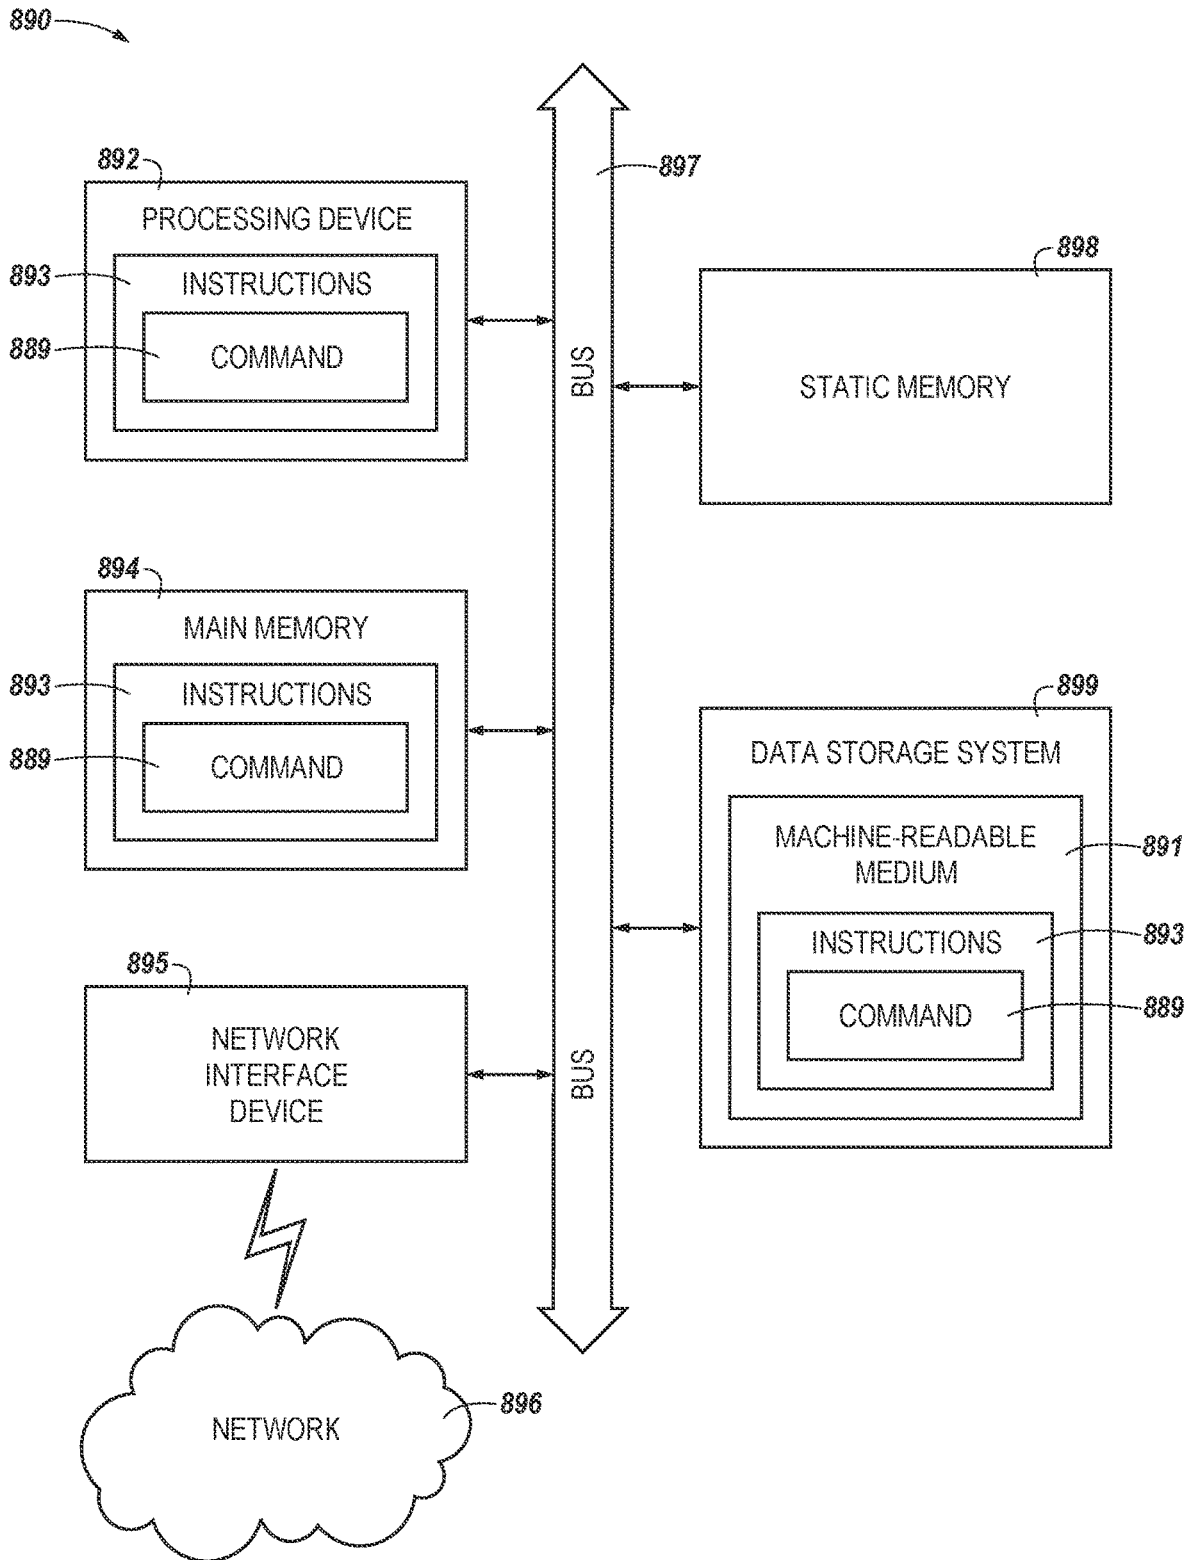 890
892
PROCESSING DEVICE
893
INSTRUCTIONS
889
COMMAND
897
BUS
898
STATIC MEMORY
894
MAIN MEMORY
893
INSTRUCTIONS
889
COMMAND
899
DATA STORAGE SYSTEM
MACHINE-READABLE
MEDIUM
891
INSTRUCTIONS
893
COMMAND
889
895
NETWORK
INTERFACE
DEVICE
BUS
NETWORK
896